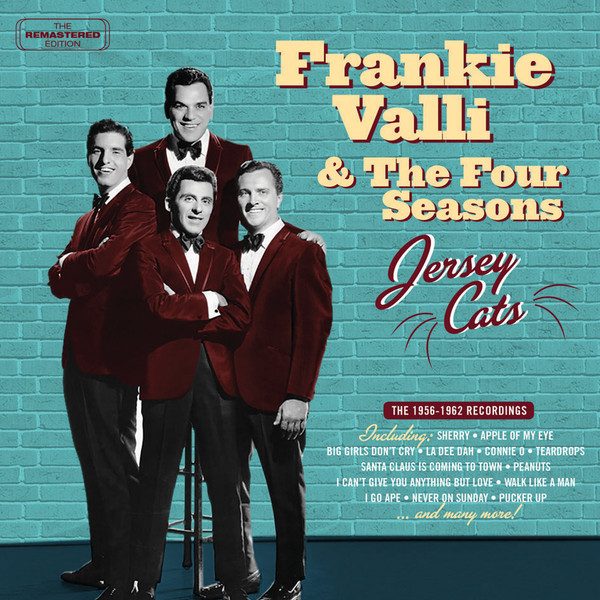 THE
REMASTERED
EDITION
Frankie
Valli
& The Four
Seasons
Jersey
Cats
THE 1956-1962 RECORDINGS
Including: SHERRY • APPLE OF MY EYE
BIG GIRLS DON'T CRY • LA DEE DAH • CONNIE O • TEARDROPS
SANTA CLAUS IS COMING TO TOWN • PEANUTS
I CAN'T GIVE YOU ANYTHING BUT LOVE • WALK LIKE A MAN
I GO APE • NEVER ON SUNDAY • PUCKER UP
... and many more!